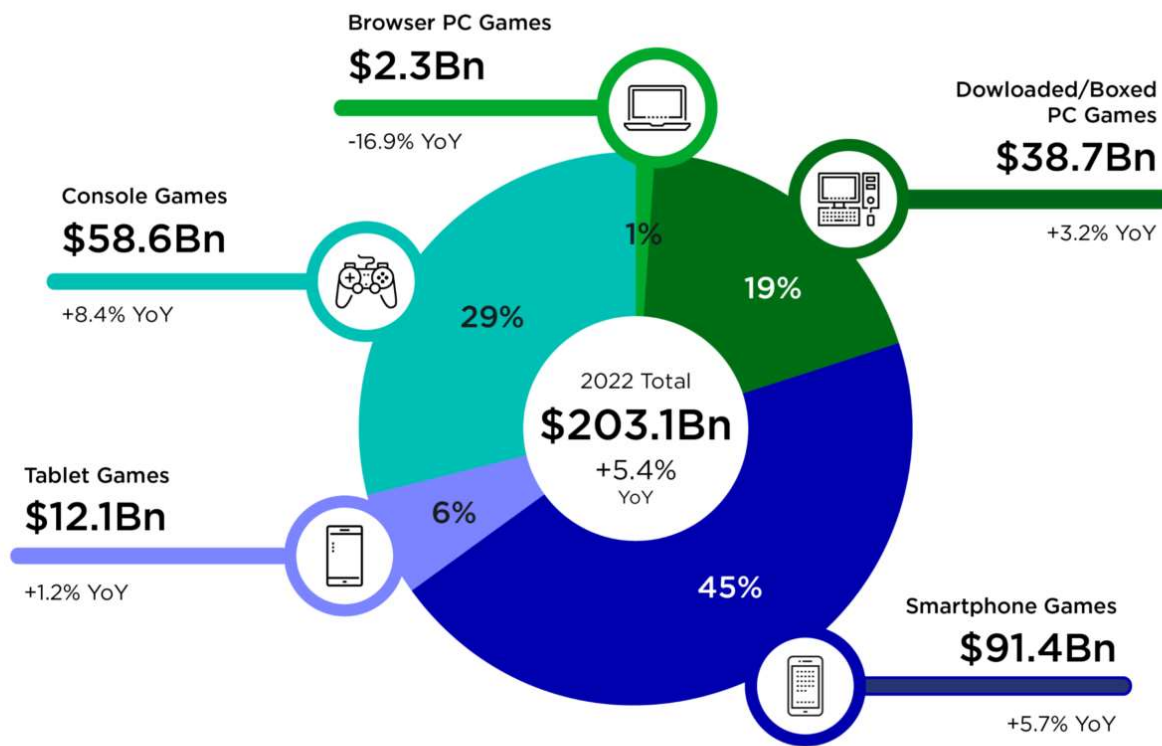 Browser PC Games
$2.3Bn
-16.9% YoY
Dowloaded/Boxed
PC Games
$38.7Bn
+3.2% YoY
Console Games
$58.6Bn
+8.4% YoY
1%
19%
29%
2022 Total
$203.1Bn
+5.4%
YoY
Tablet Games
$12.1Bn
+1.2% YoY
6%
45%
Smartphone Games
$91.4Bn
+5.7% YoY